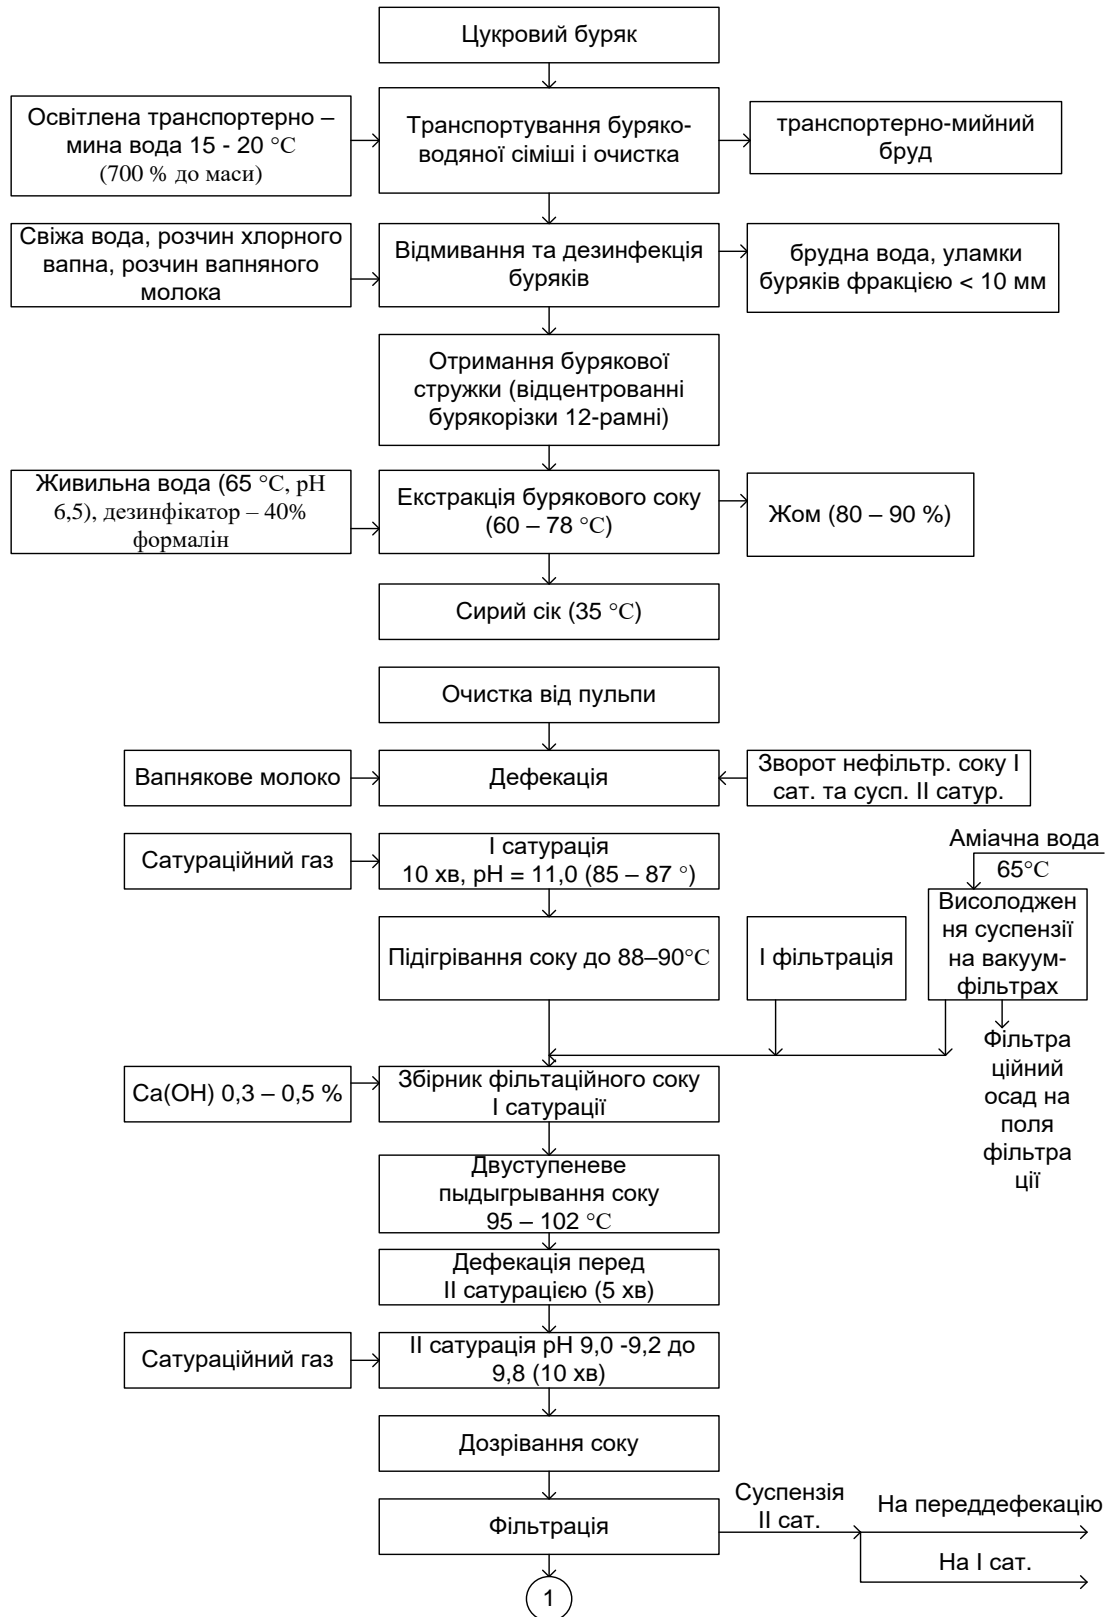 Цукровий буряк
Освітлена транспортерно –
мина вода 15 - 20 °С
(700 % до маси)
Транспортування буряко-
водяної сіміші і очистка
транспортерно-мийний
бруд
Свіжа вода, розчин хлорного
вапна, розчин вапняного
молока
Відмивання та дезинфекція
буряків
брудна вода, уламки
буряків фракцією < 10 мм
Отримання бурякової
стружки (відцентрованні
бурякорізки 12-рамні)
Живильна вода (65 °С, рН
6,5), дезинфікатор – 40%
формалін
Екстракція бурякового соку
(60 – 78 °С)
Жом (80 – 90 %)
Сирий сік (35 °С)
Очистка від пульпи
Вапнякове молоко
Дефекація
Зворот нефільтр. соку І
сат. та сусп. ІІ сатур.
Сатураційний газ
І сатурація
10 хв, рН = 11,0 (85 – 87 °)
Аміачна вода
65°С
Підігрівання соку до 88–90°С
І фільтрація
Висолоджен
ня суспензії
на вакуум-
фільтрах
Фільтра
ційний
осад на
поля
фільтра
ції
Са(ОН) 0,3 – 0,5 %
Збірник фільтаційного соку
І сатурації
Двуступеневе
пыдыгрывання соку
95 – 102 °С
Дефекація перед
ІІ сатурацією (5 хв)
Сатураційний газ
ІІ сатурація рН 9,0 -9,2 до
9,8 (10 хв)
Дозрівання соку
Фільтрація
Суспензія
ІІ сат.
На переддефекацію
На І сат.
1